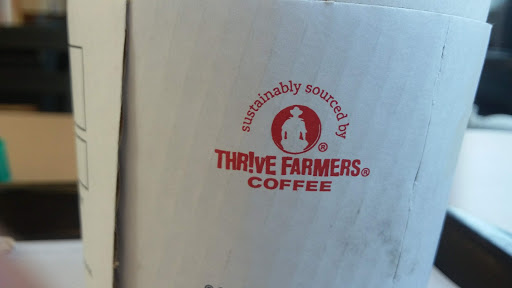 sustainably sourced by
®
THR!VE FARMERS®
COFFEE